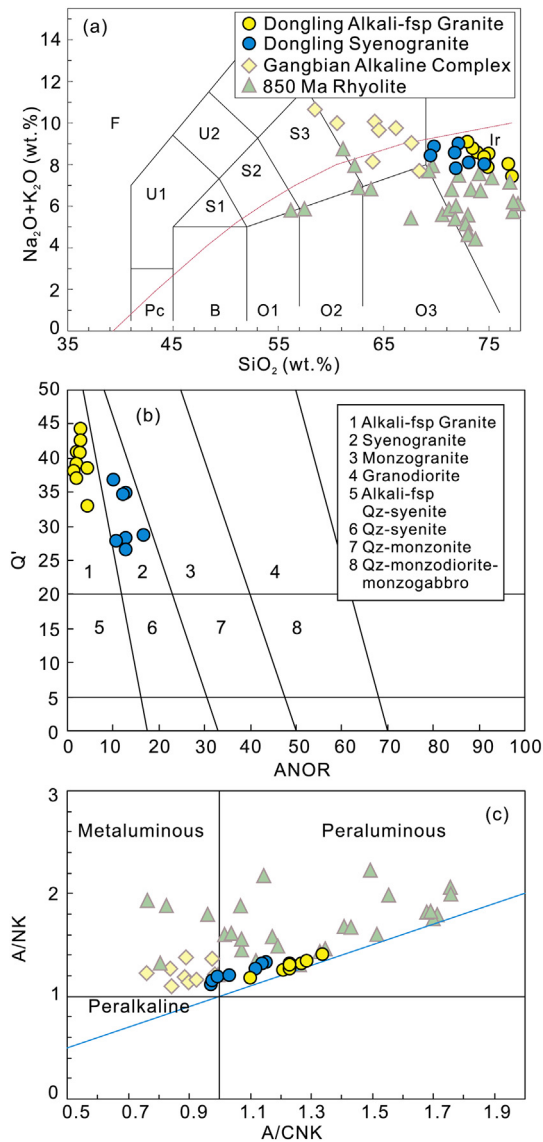 (a)
Dongling Alkali-fsp Granite
Dongling Syenogranite
Gangbian Alkaline Complex
850 Ma Rhyolite
14
12
10
8
6
4
2
0
Na₂O+K₂O (wt.%)
F
U2
S3
Ir
U1
S2
S1
Pc
B
O1
O2
O3
35
45
55
65
75
SiO₂ (wt.%)
50
40
30
20
10
5
0
Q'
(b)
1 Alkali-fsp Granite
2 Syenogranite
3 Monzogranite
4 Granodiorite
5 Alkali-fsp
Qz-syenite
6 Qz-syenite
7 Qz-monzonite
8 Qz-monzodiorite-
monzogabbro
1
2
3
4
5
6
7
8
0
10
20
30
40
50
60
70
80
90
100
ANOR
3
2
1
0
A/NK
Metaluminous
Peraluminous
(c)
Peralkaline
0.5
0.7
0.9
1.1
1.3
1.5
1.7
2.0
A/CNK